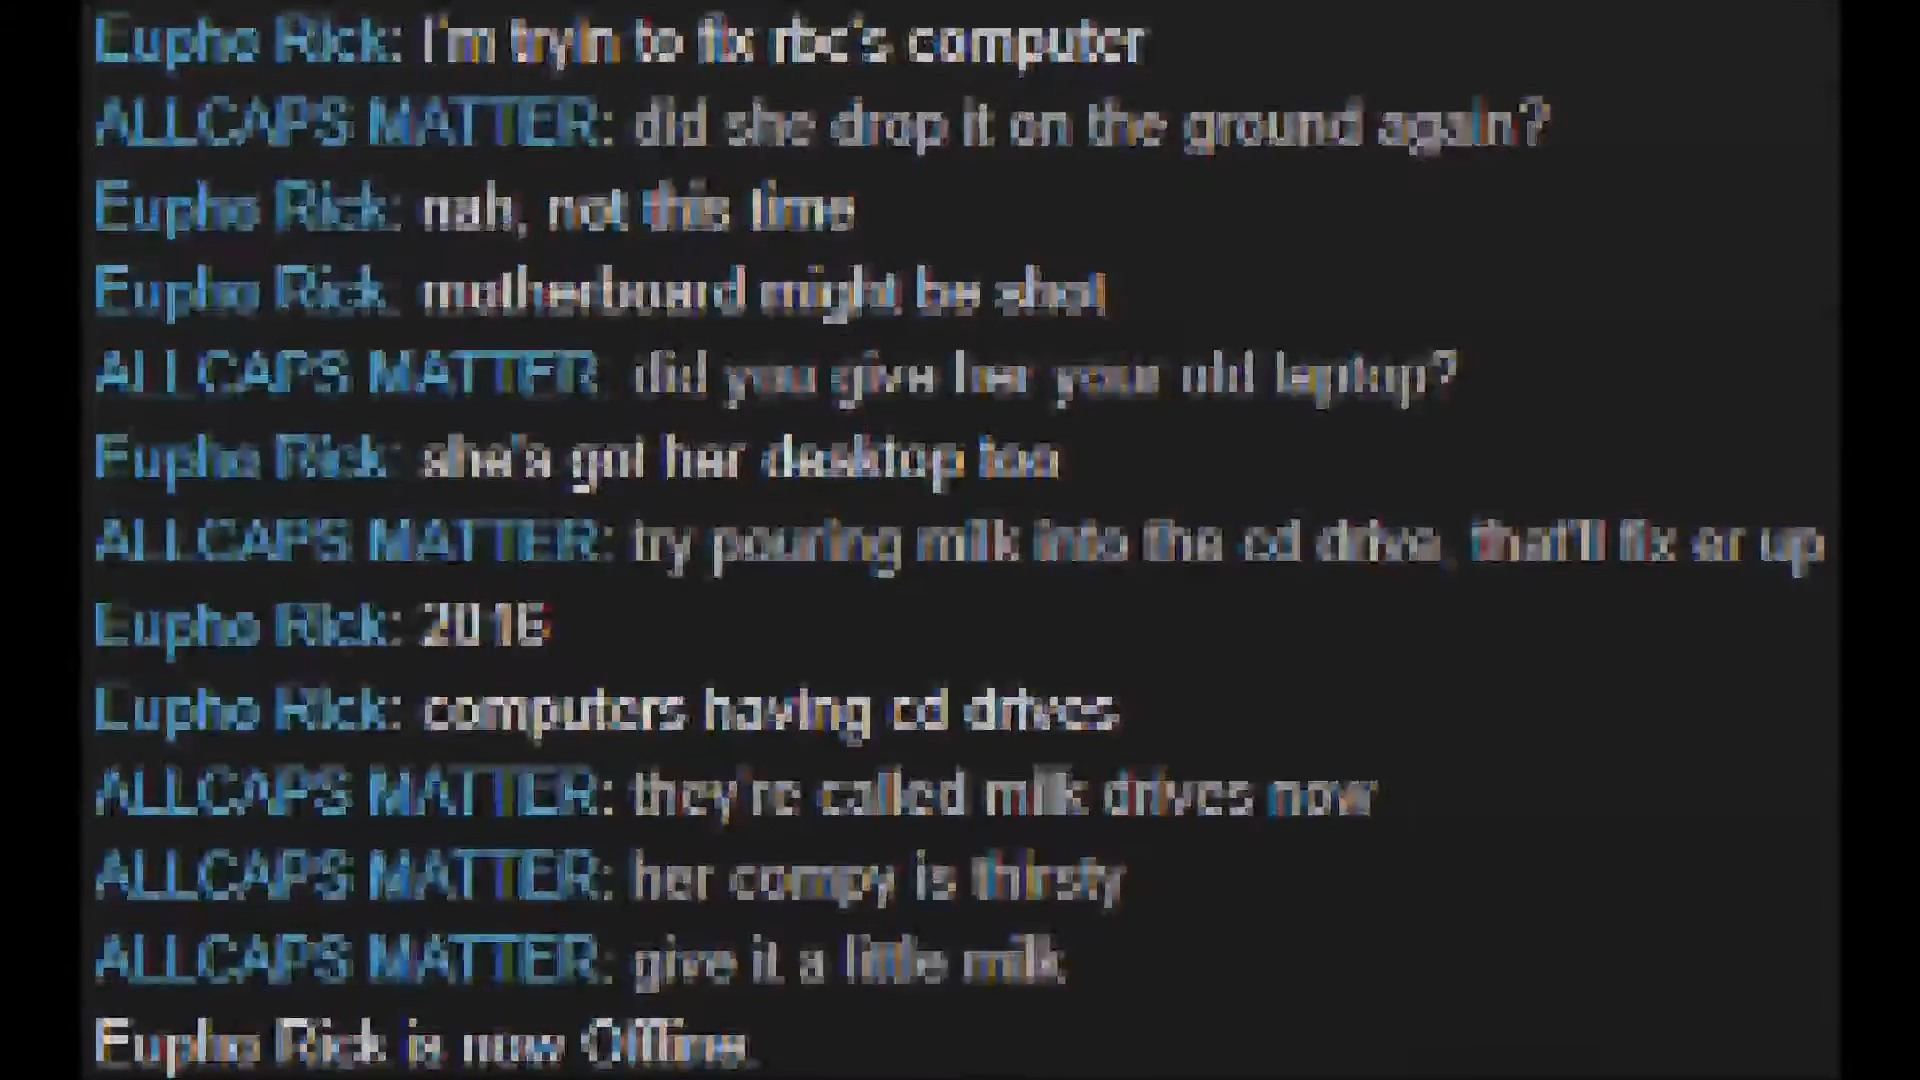 Eupho Rick: I'm tryin to fix rbc's computer
ALLCAPS MATTER: did she drop it on the ground again?
Eupho Rick: nah, not this time
Eupho Rick: motherboard might be shot
ALLCAPS MATTER: did you give her your old laptop?
Eupho Rick: she's got her desktop too
ALLCAPS MATTER: try pouring milk into the cd drive, that'll fix er up
Eupho Rick: 2016
Eupho Rick: computers having cd drives
ALLCAPS MATTER: they're called milk drives now
ALLCAPS MATTER: her compy is thirsty
ALLCAPS MATTER: give it a little milk
Eupho Rick is now Offline.